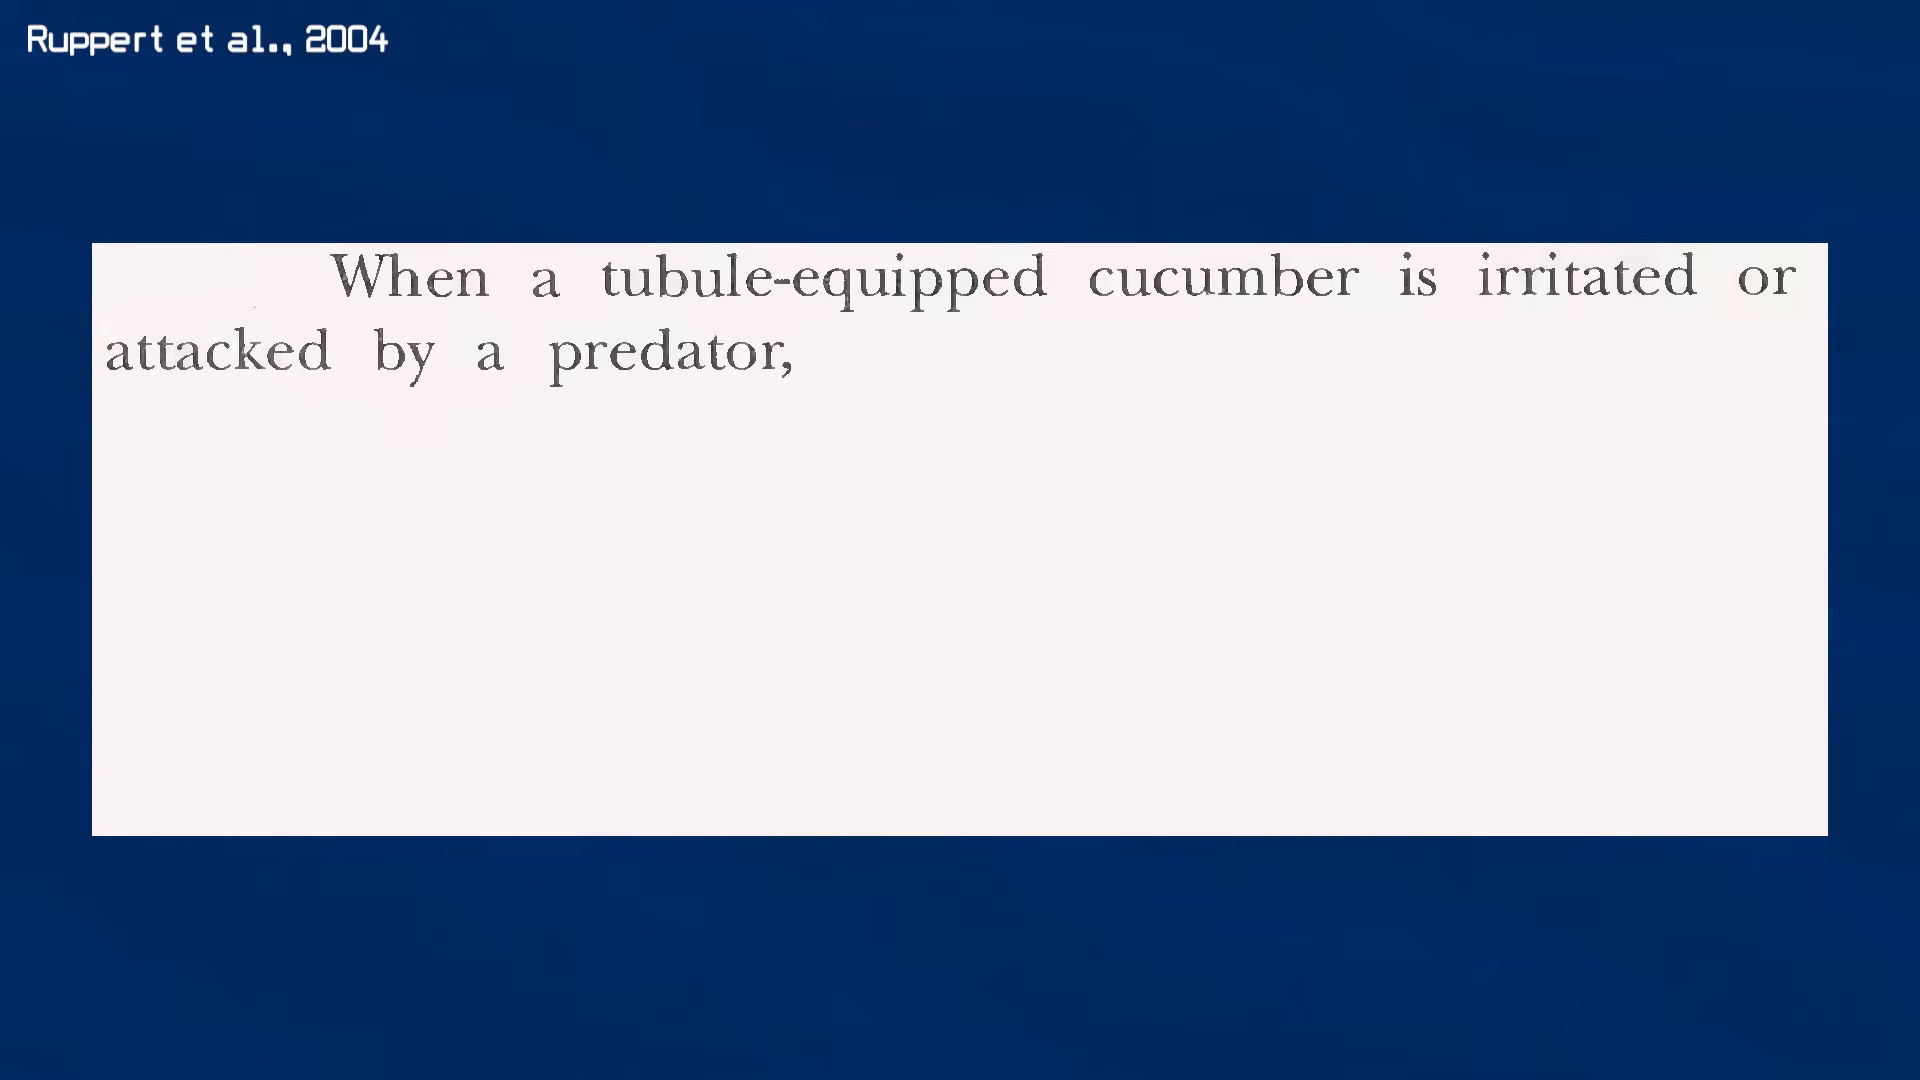 Ruppert et al., 2004
When a tubule-equipped cucumber is irritated or
attacked by a predator,